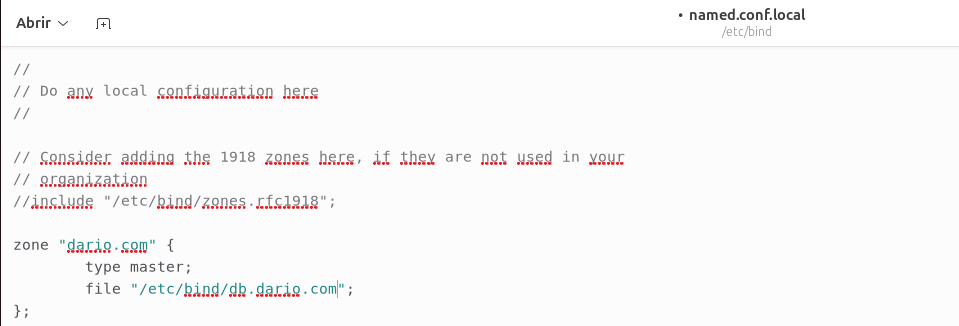 Abrir
• named.conf.local
/etc/bind
//
// Do any local configuration here
//
// Consider adding the 1918 zones here, if they are not used in your
// organization
//include "/etc/bind/zones.rfc1918";
zone "dario.com" {
type master;
file "/etc/bind/db.dario.com";
};